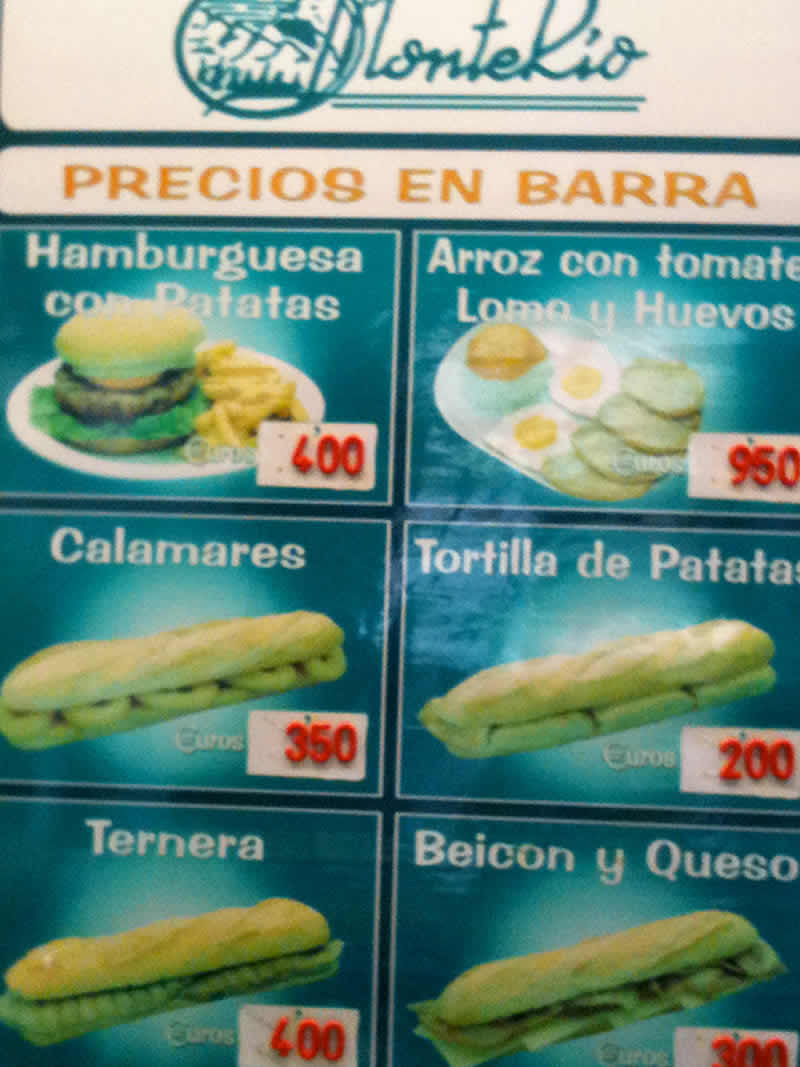 MonteRío
PRECIOS EN BARRA
Hamburguesa
con Patatas
Euros 400
Arroz con tomate
Lomo y Huevos
Euros 950
Calamares
Euros 350
Tortilla de Patatas
Euros 200
Ternera
Euros 400
Beicon y Queso
Euros 300